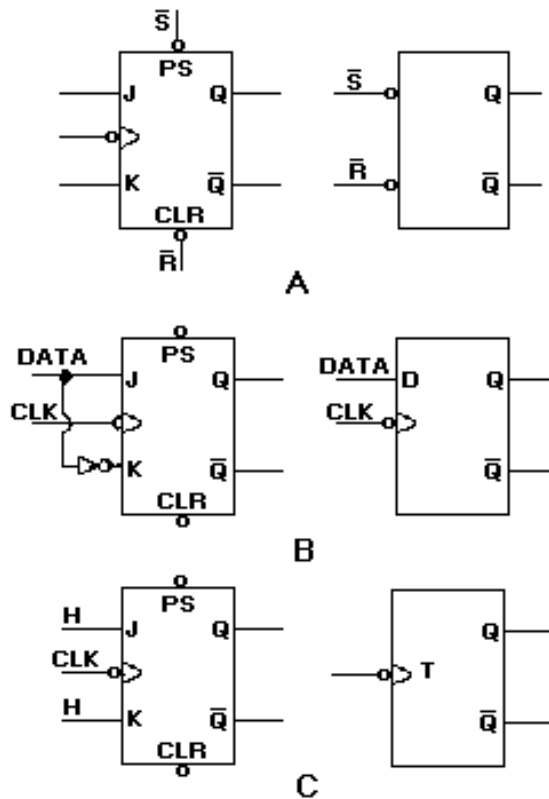 S̅
PS
J Q S̅ Q
K Q̅ R̅ Q̅
CLR
R̅
A
PS
DATA J Q DATA D Q
CLK CLK
K Q̅ Q̅
CLR
B
PS
H J Q Q
CLK T
H K Q̅ Q̅
CLR
C